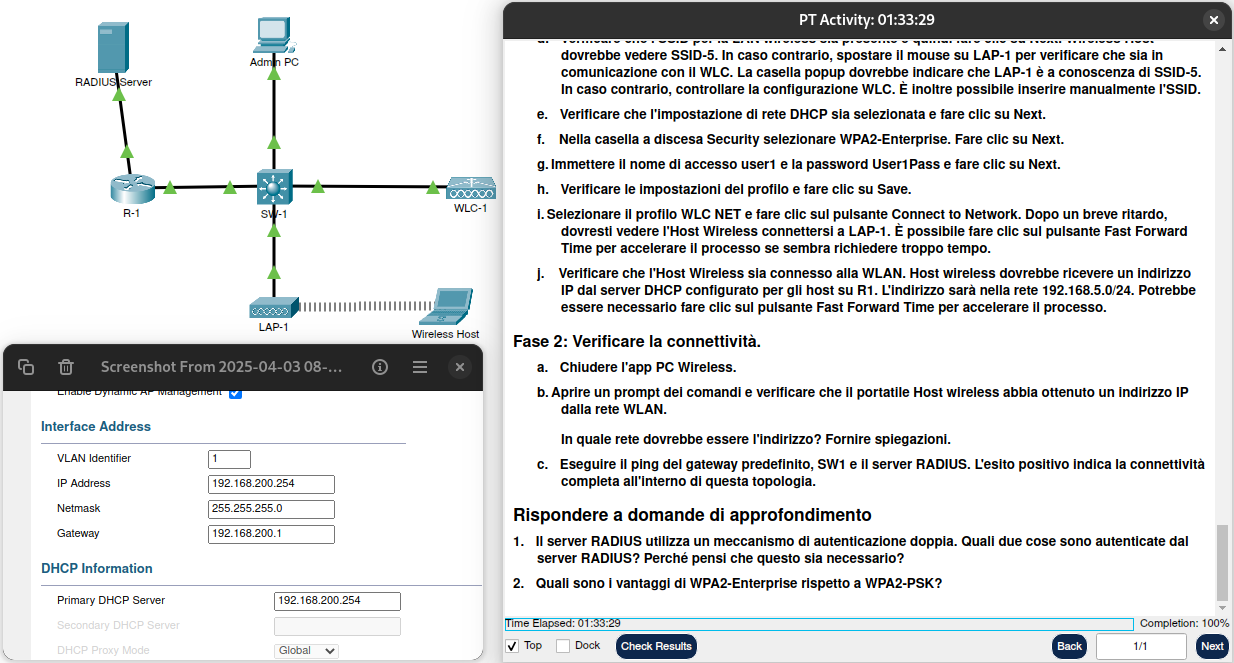 RADIUS Server
Admin PC
R-1
SW-1
WLC-1
LAP-1
Wireless Host
Screenshot From 2025-04-03 08-...
Enable Dynamic AP Management
Interface Address
VLAN Identifier 1
IP Address 192.168.200.254
Netmask 255.255.255.0
Gateway 192.168.200.1
DHCP Information
Primary DHCP Server 192.168.200.254
Secondary DHCP Server
DHCP Proxy Mode Global
PT Activity: 01:33:29
dovrebbe vedere SSID-5. In caso contrario, spostare il mouse su LAP-1 per verificare che sia in
comunicazione con il WLC. La casella popup dovrebbe indicare che LAP-1 è a conoscenza di SSID-5.
In caso contrario, controllare la configurazione WLC. È inoltre possibile inserire manualmente l'SSID.
e. Verificare che l'impostazione di rete DHCP sia selezionata e fare clic su Next.
f. Nella casella a discesa Security selezionare WPA2-Enterprise. Fare clic su Next.
g. Immettere il nome di accesso user1 e la password User1Pass e fare clic su Next.
h. Verificare le impostazioni del profilo e fare clic su Save.
i. Selezionare il profilo WLC NET e fare clic sul pulsante Connect to Network. Dopo un breve ritardo,
dovresti vedere l'Host Wireless connettersi a LAP-1. È possibile fare clic sul pulsante Fast Forward
Time per accelerare il processo se sembra richiedere troppo tempo.
j. Verificare che l'Host Wireless sia connesso alla WLAN. Host wireless dovrebbe ricevere un indirizzo
IP dal server DHCP configurato per gli host su R1. L'indirizzo sarà nella rete 192.168.5.0/24. Potrebbe
essere necessario fare clic sul pulsante Fast Forward Time per accelerare il processo.
Fase 2: Verificare la connettività.
a. Chiudere l'app PC Wireless.
b. Aprire un prompt dei comandi e verificare che il portatile Host wireless abbia ottenuto un indirizzo IP
dalla rete WLAN.
In quale rete dovrebbe essere l'indirizzo? Fornire spiegazioni.
c. Eseguire il ping del gateway predefinito, SW1 e il server RADIUS. L'esito positivo indica la connettività
completa all'interno di questa topologia.
Rispondere a domande di approfondimento
1. Il server RADIUS utilizza un meccanismo di autenticazione doppia. Quali due cose sono autenticate dal
server RADIUS? Perché pensi che questo sia necessario?
2. Quali sono i vantaggi di WPA2-Enterprise rispetto a WPA2-PSK?
Time Elapsed: 01:33:29 Completion: 100%
Top Dock Check Results Back 1/1 Next